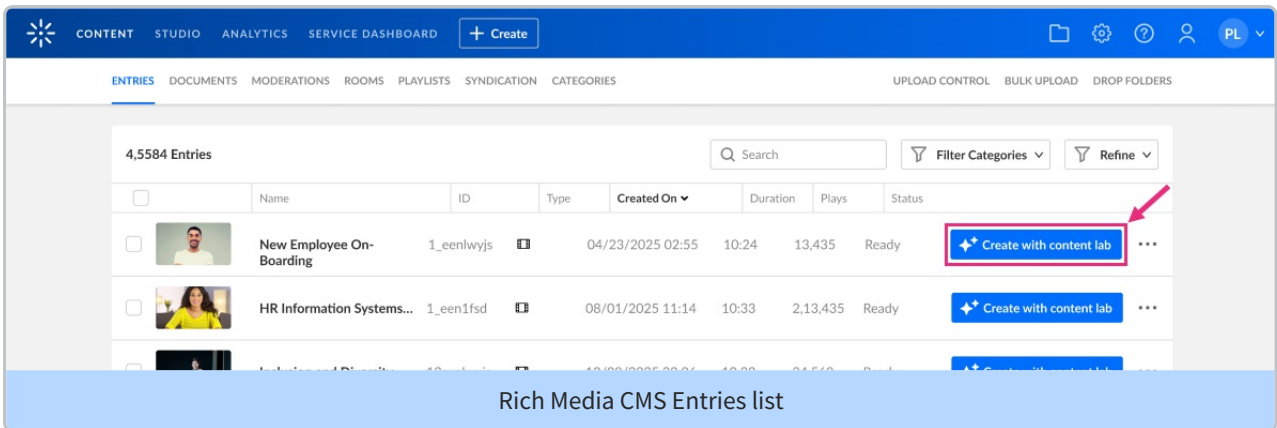 CONTENT STUDIO ANALYTICS SERVICE DASHBOARD + Create PL
ENTRIES DOCUMENTS MODERATIONS ROOMS PLAYLISTS SYNDICATION CATEGORIES UPLOAD CONTROL BULK UPLOAD DROP FOLDERS
4,5584 Entries Search Filter Categories Refine
Name ID Type Created On Duration Plays Status
New Employee On-
Boarding 1_eenlwyjs 04/23/2025 02:55 10:24 13,435 Ready Create with content lab
HR Information Systems... 1_een1fsd 08/01/2025 11:14 10:33 2,13,435 Ready Create with content lab
Rich Media CMS Entries list